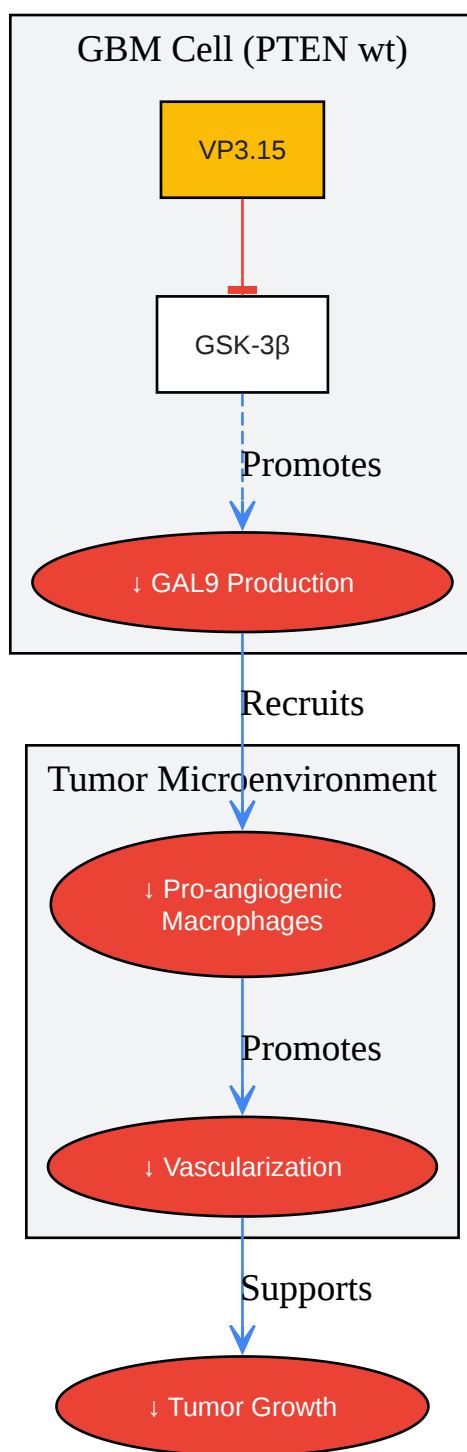 GBM Cell (PTEN wt)
VP3.15
GSK-3β
Promotes
↓ GAL9 Production
Recruits
Tumor Microenvironment
↓ Pro-angiogenic
Macrophages
Promotes
↓ Vascularization
Supports
↓ Tumor Growth